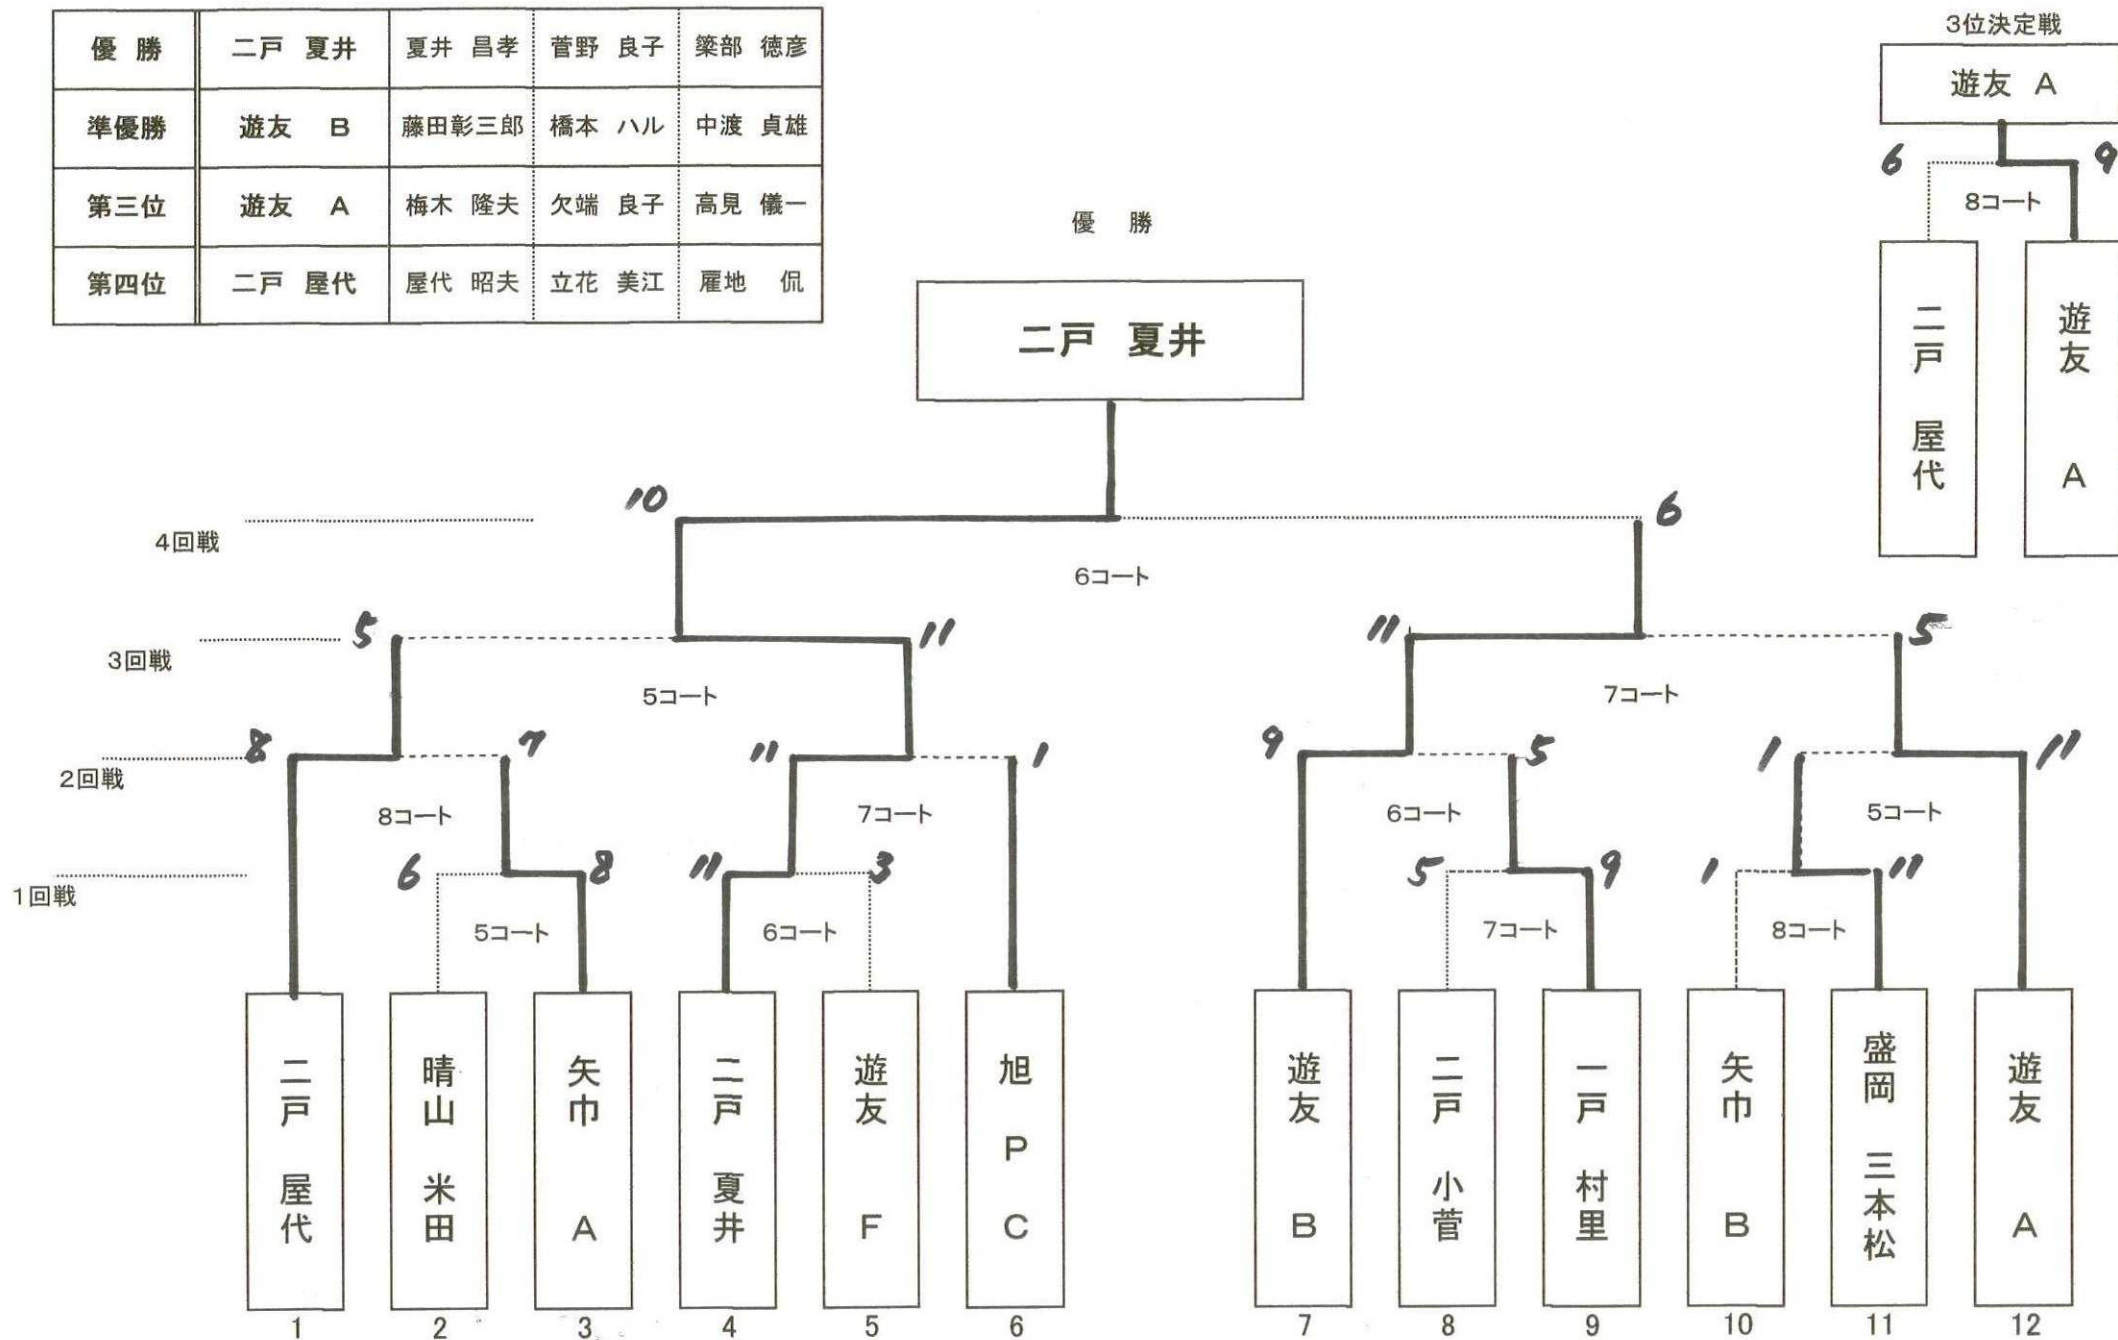 優 勝 二戸 夏井 夏井 昌孝 菅野 良子 簗部 徳彦
準優勝 遊友 B 藤田彰三郎 橋本 ハル 中渡 貞雄
第三位 遊友 A 梅木 隆夫 欠端 良子 高見 儀一
第四位 二戸 屋代 屋代 昭夫 立花 美江 雇地 侃
3位決定戦
遊友 A
6 9
8コート
二戸 屋代
遊友 A
優 勝
二戸 夏井
10 6
4回戦
6コート
5 11 11 5
3回戦
5コート 7コート
8 7 11 1 9 5 1 11
2回戦
8コート 7コート 6コート 5コート
6 8 11 3 5 9 1 11
1回戦
5コート 6コート 7コート 8コート
二戸 屋代
晴山 米田
矢巾 A
二戸 夏井
遊友 F
旭 P C
遊友 B
二戸 小菅
一戸 村里
矢巾 B
盛岡 三本松
遊友 A
1 2 3 4 5 6 7 8 9 10 11 12